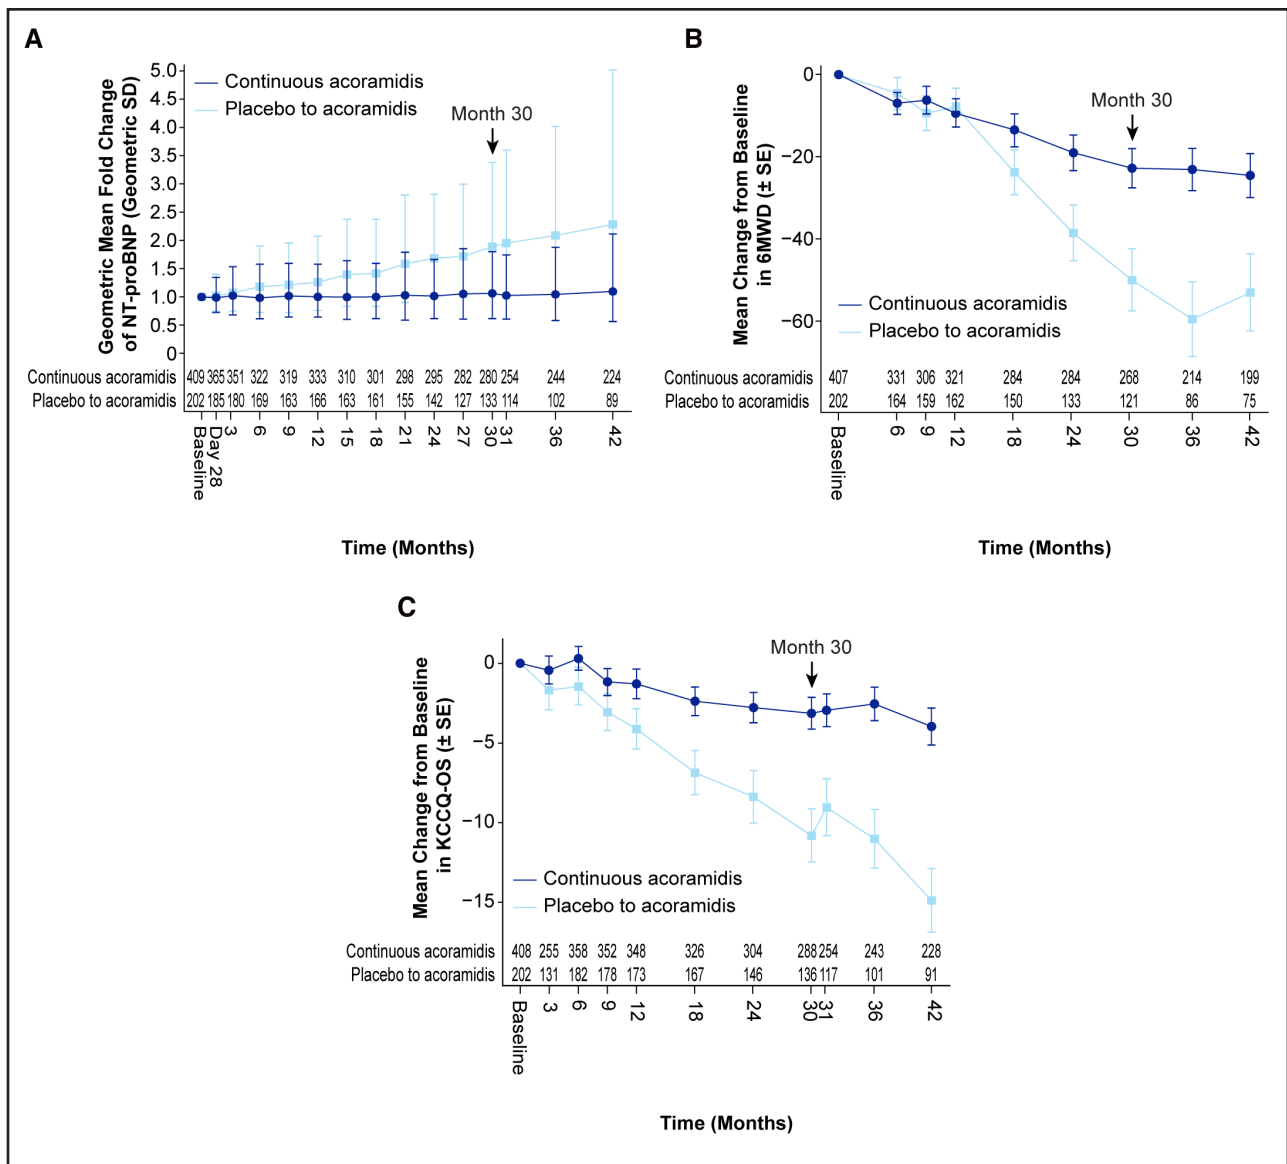 A
Geometric Mean Fold Change
of NT-proBNP (Geometric SD)
5.0
4.5
4.0
3.5
3.0
2.5
2.0
1.5
1.0
0.5
0
Continuous acoramidis
Placebo to acoramidis
Month 30
Continuous acoramidis 409 365 351 322 319 333 310 301 298 295 282 280 254 244 224
Placebo to acoramidis 202 185 180 169 163 166 163 161 155 142 127 133 114 102 89
Baseline Day 28 3 6 9 12 15 18 21 24 27 30 31 36 42
Time (Months)
B
Mean Change from Baseline
in 6MWD (± SE)
0
−20
−40
−60
Month 30
Continuous acoramidis
Placebo to acoramidis
Continuous acoramidis 407 331 306 321 284 284 268 214 199
Placebo to acoramidis 202 164 159 162 150 133 121 86 75
Baseline 6 9 12 18 24 30 36 42
Time (Months)
C
Mean Change from Baseline
in KCCQ-OS (± SE)
0
−5
−10
−15
Month 30
Continuous acoramidis
Placebo to acoramidis
Continuous acoramidis 408 255 358 352 348 326 304 288 254 243 228
Placebo to acoramidis 202 131 182 178 173 167 146 136 117 101 91
Baseline 3 6 9 12 18 24 30 31 36 42
Time (Months)